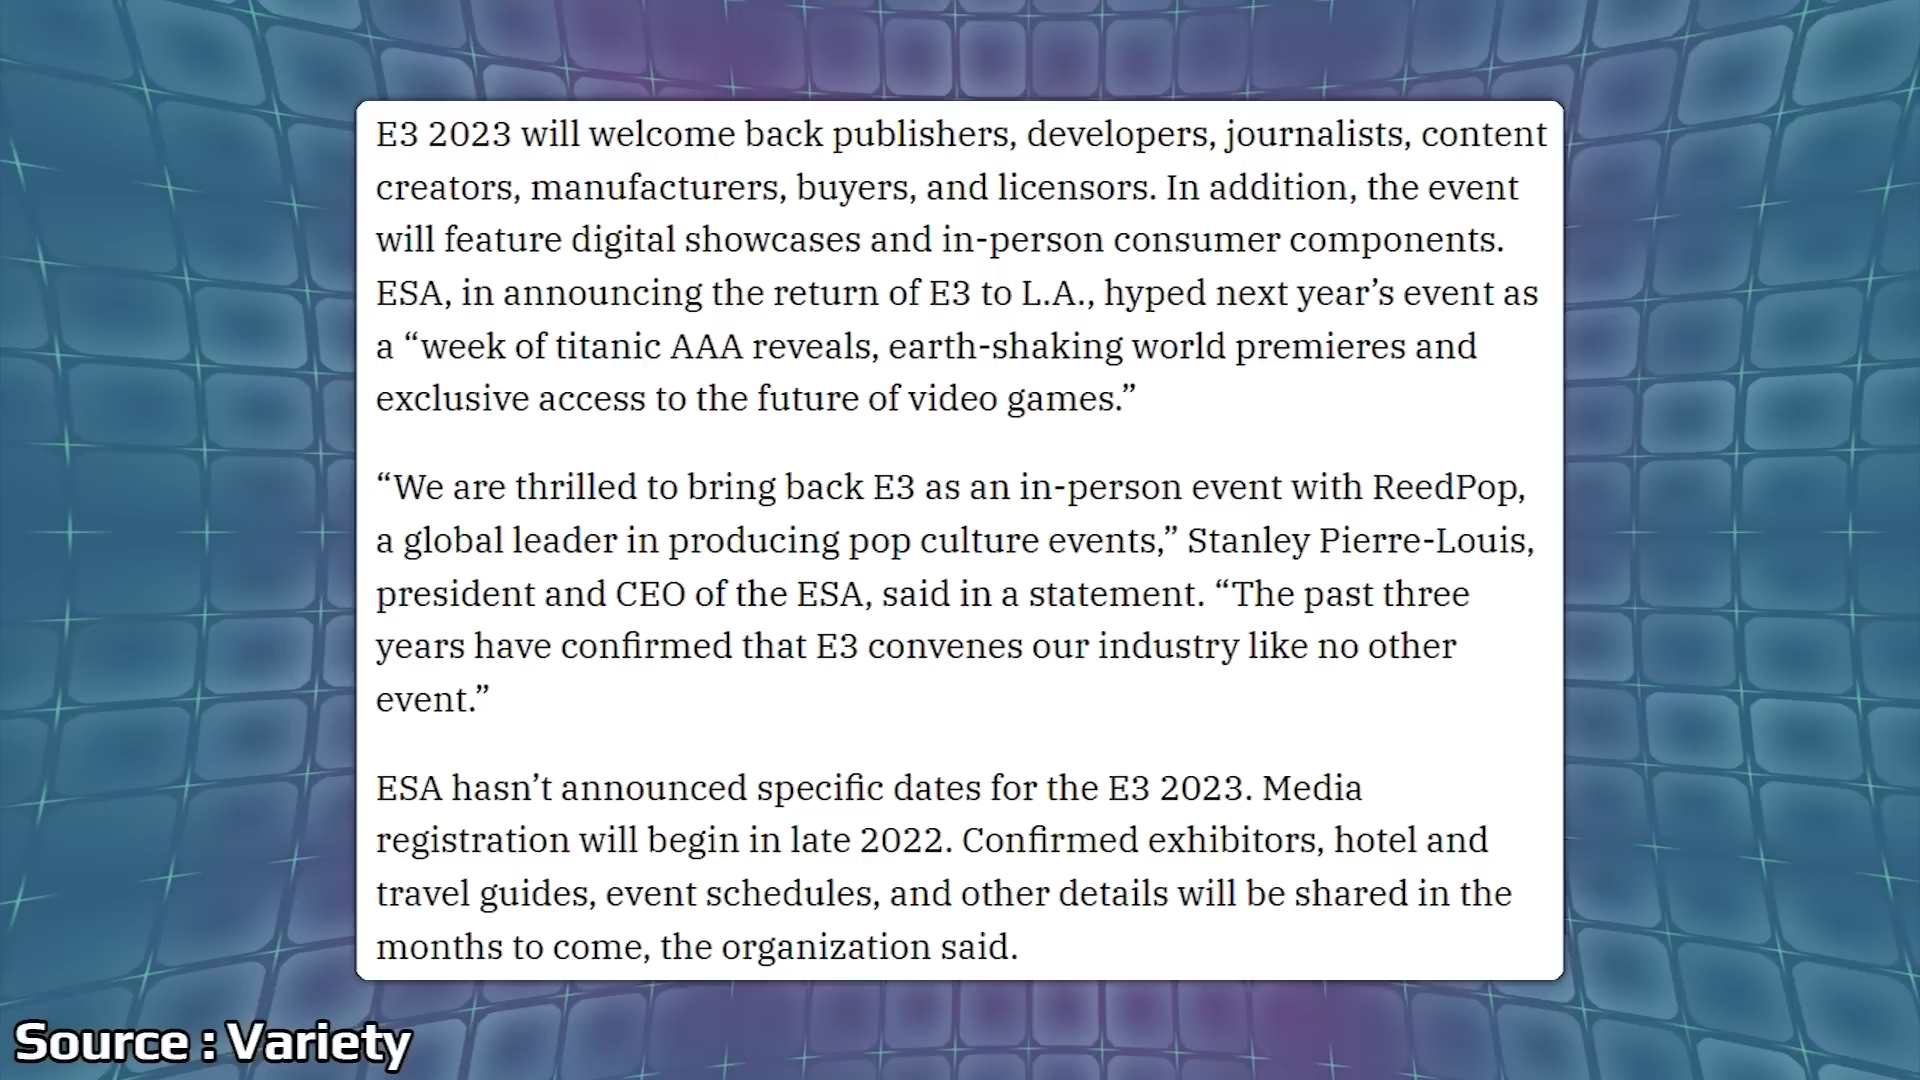 E3 2023 will welcome back publishers, developers, journalists, content
creators, manufacturers, buyers, and licensors. In addition, the event
will feature digital showcases and in-person consumer components.
ESA, in announcing the return of E3 to L.A., hyped next year’s event as
a “week of titanic AAA reveals, earth-shaking world premieres and
exclusive access to the future of video games.”
“We are thrilled to bring back E3 as an in-person event with ReedPop,
a global leader in producing pop culture events,” Stanley Pierre-Louis,
president and CEO of the ESA, said in a statement. “The past three
years have confirmed that E3 convenes our industry like no other
event.”
ESA hasn’t announced specific dates for the E3 2023. Media
registration will begin in late 2022. Confirmed exhibitors, hotel and
travel guides, event schedules, and other details will be shared in the
months to come, the organization said.
Source : Variety